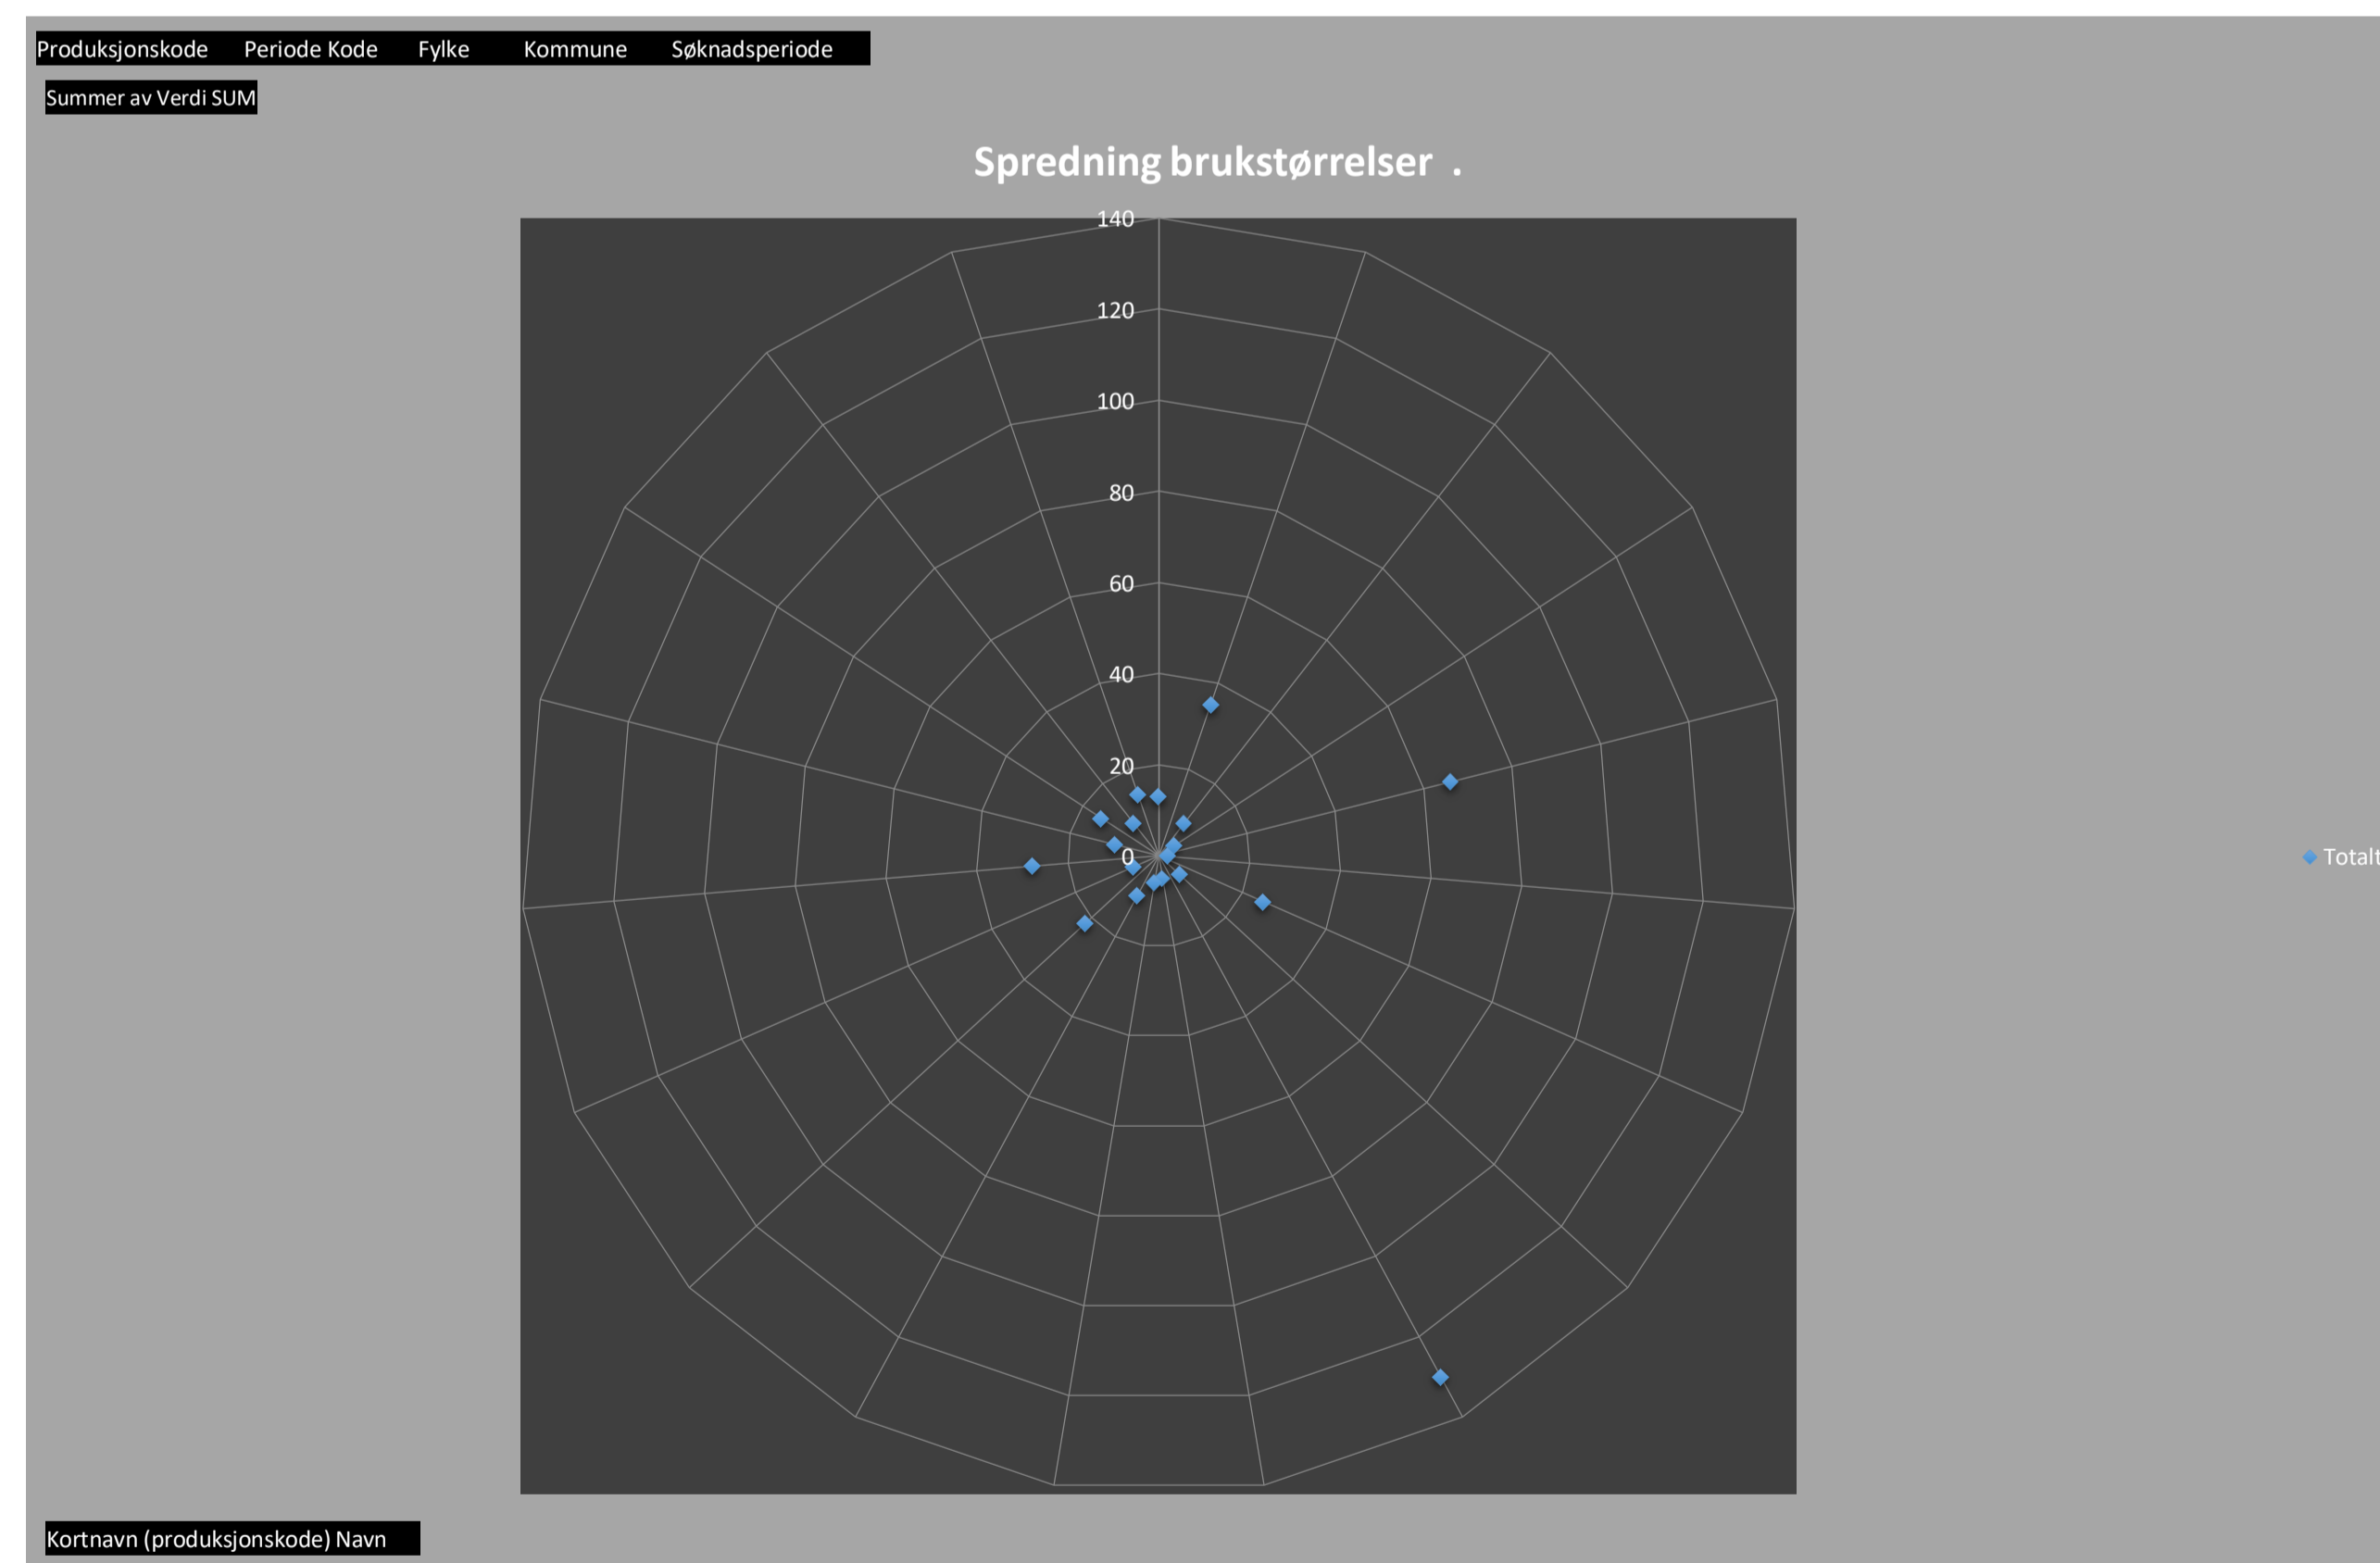 Produksjonskode Periode Kode Fylke Kommune Søknadsperiode
Summer av Verdi SUM
Spredning brukstørrelser .
140
120
100
80
60
40
20
0
Totalt
Kortnavn (produksjonskode) Navn